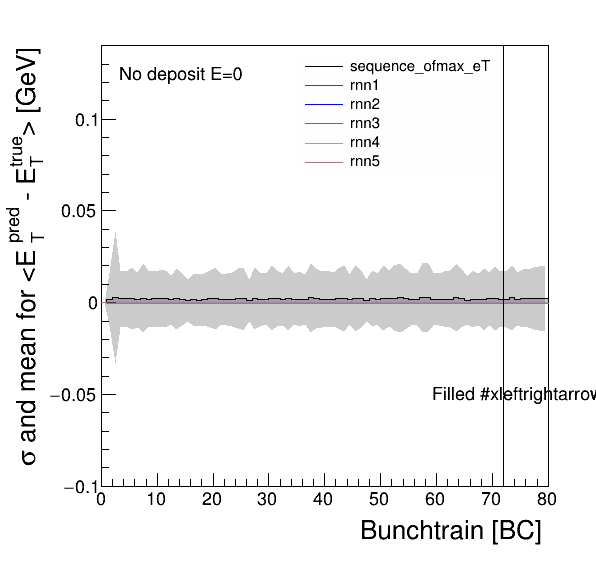 σ and mean for <E_T^pred - E_T^true> [GeV]
No deposit E=0
sequence_ofmax_eT
rnn1
rnn2
rnn3
rnn4
rnn5
0.1
0.05
0
−0.05
−0.1
Filled #xleftrightarrow
0 10 20 30 40 50 60 70 80
Bunchtrain [BC]